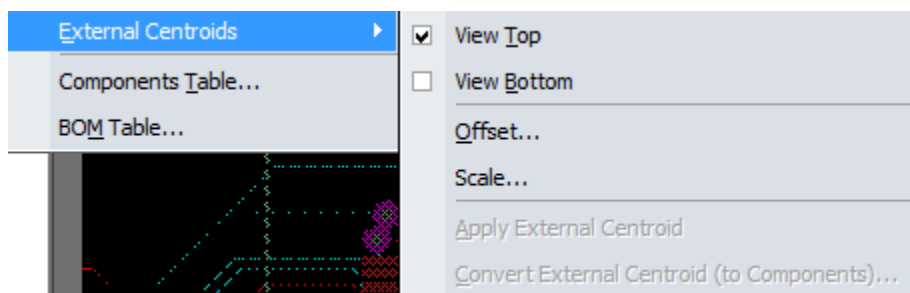 External Centroids
Components Table...
BOM Table...
View Top
View Bottom
Offset...
Scale...
Apply External Centroid
Convert External Centroid (to Components)...